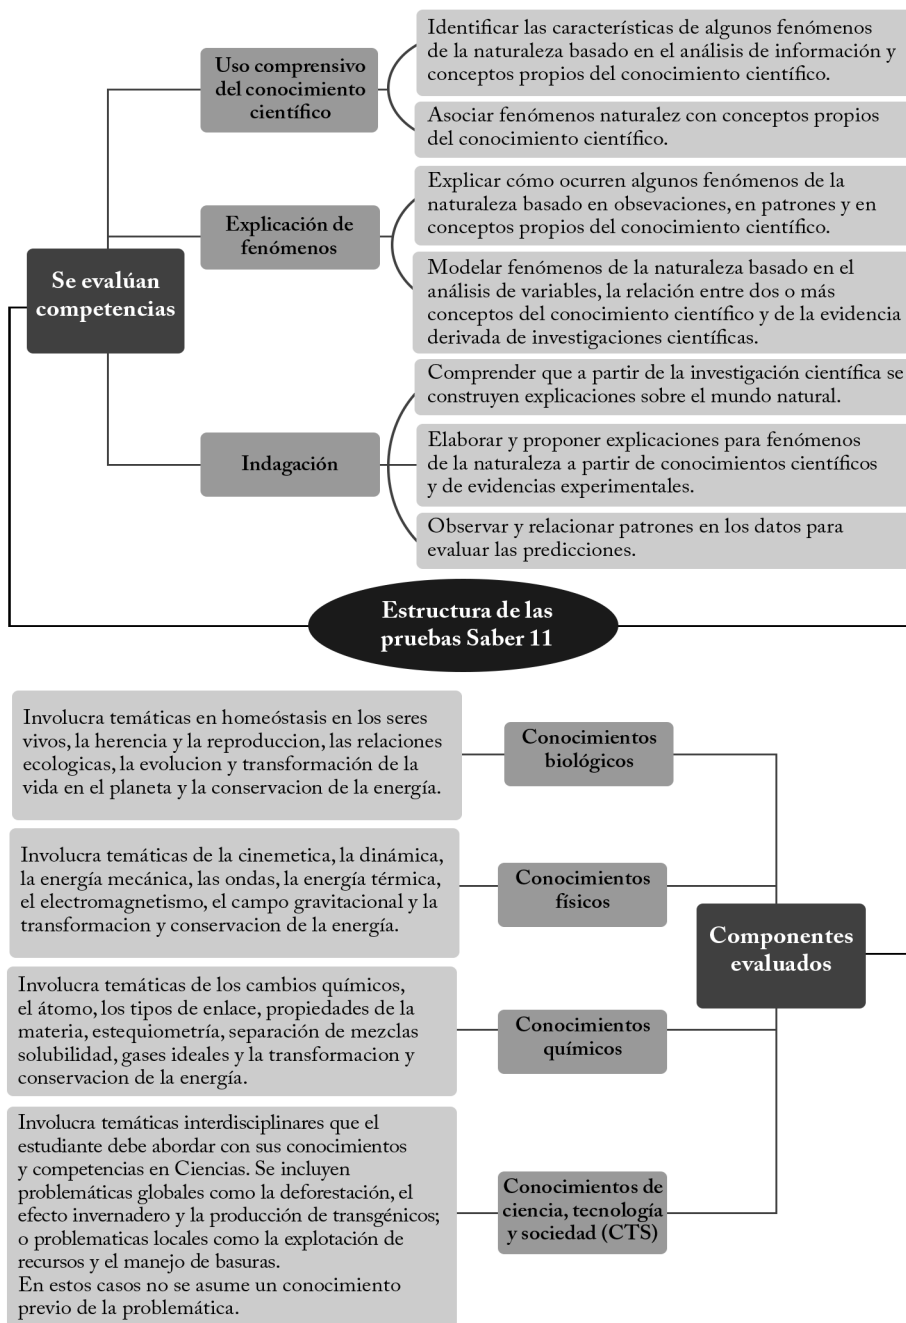 Uso comprensivo
del conocimiento
científico
Identificar las características de algunos fenómenos
de la naturaleza basado en el análisis de información y
conceptos propios del conocimiento científico.
Asociar fenómenos naturalez con conceptos propios
del conocimiento científico.
Se evalúan
competencias
Explicación de
fenómenos
Explicar cómo ocurren algunos fenómenos de la
naturaleza basado en obsevaciones, en patrones y en
conceptos propios del conocimiento científico.
Modelar fenómenos de la naturaleza basado en el
análisis de variables, la relación entre dos o más
conceptos del conocimiento científico y de la evidencia
derivada de investigaciones científicas.
Indagación
Comprender que a partir de la investigación científica se
construyen explicaciones sobre el mundo natural.
Elaborar y proponer explicaciones para fenómenos
de la naturaleza a partir de conocimientos científicos
y de evidencias experimentales.
Observar y relacionar patrones en los datos para
evaluar las predicciones.
Estructura de las
pruebas Saber 11
Involucra temáticas en homeóstasis en los seres
vivos, la herencia y la reproduccion, las relaciones
ecologicas, la evolucion y transformación de la
vida en el planeta y la conservacion de la energía.
Conocimientos
biológicos
Involucra temáticas de la cinemetica, la dinámica,
la energía mecánica, las ondas, la energía térmica,
el electromagnetismo, el campo gravitacional y la
transformacion y conservacion de la energía.
Conocimientos
físicos
Componentes
evaluados
Involucra temáticas de los cambios químicos,
el átomo, los tipos de enlace, propiedades de la
materia, estequiometría, separación de mezclas
solubilidad, gases ideales y la transformacion y
conservacion de la energía.
Conocimientos
químicos
Involucra temáticas interdisciplinares que el
estudiante debe abordar con sus conocimientos
y competencias en Ciencias. Se incluyen
problemáticas globales como la deforestación, el
efecto invernadero y la producción de transgénicos;
o problematicas locales como la explotación de
recursos y el manejo de basuras.
En estos casos no se asume un conocimiento
previo de la problemática.
Conocimientos de
ciencia, tecnología
y sociedad (CTS)